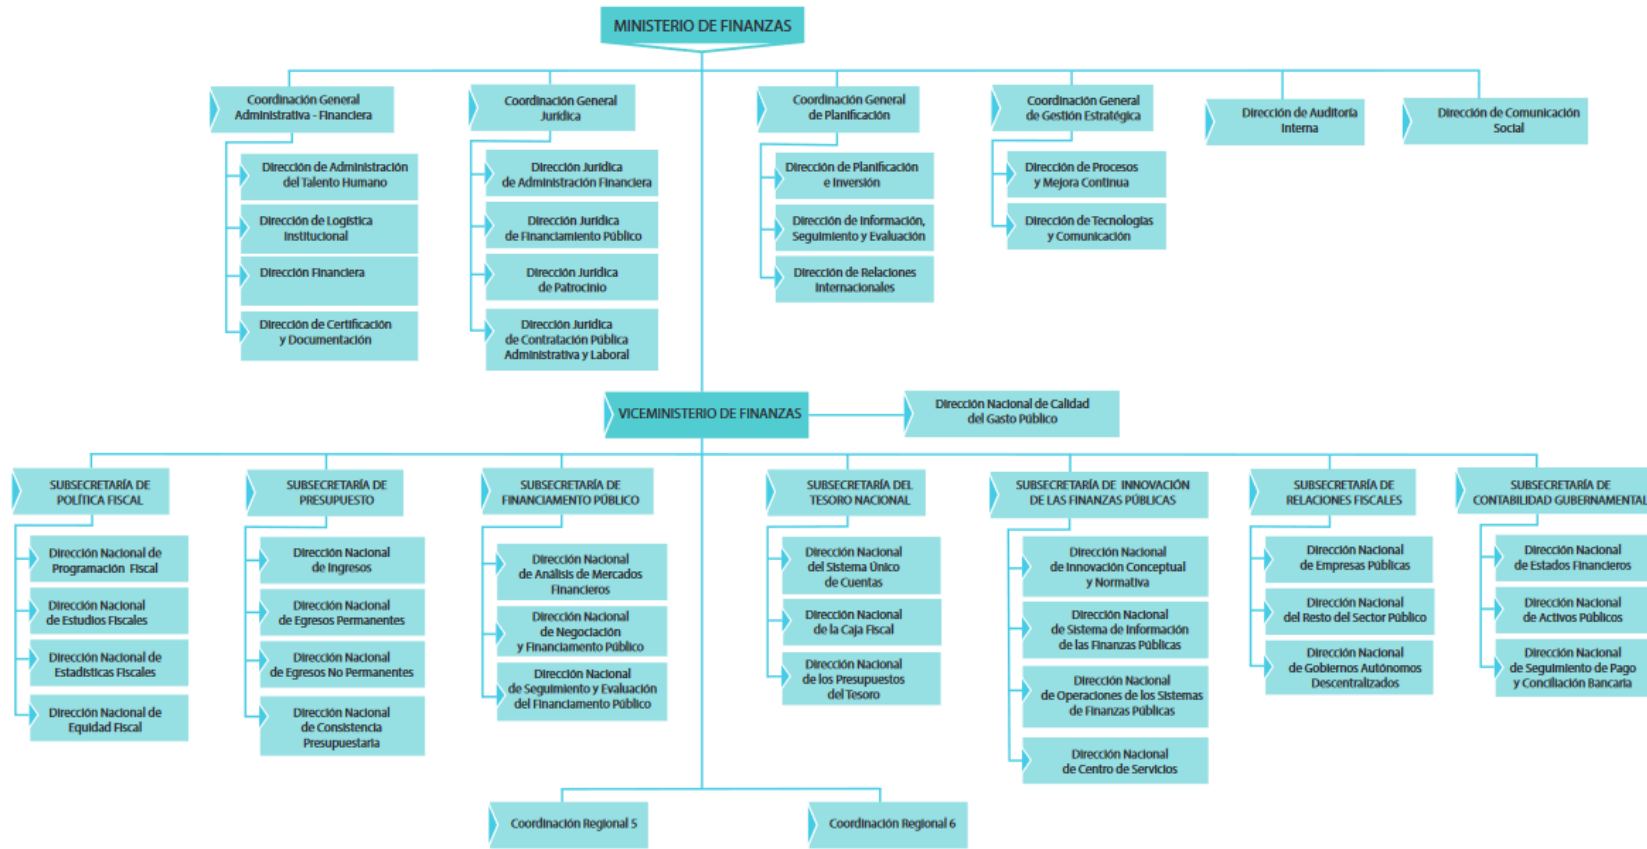 MINISTERIO DE FINANZAS
Coordinación General
Administrativa - Financiera
Coordinación General
Jurídica
Coordinación General
de Planificación
Coordinación General
de Gestión Estratégica
Dirección de Auditoría
Interna
Dirección de Comunicación
Social
Dirección de Administración
del Talento Humano
Dirección de Logística
Institucional
Dirección Financiera
Dirección de Certificación
y Documentación
Dirección Jurídica
de Administración Financiera
Dirección Jurídica
de Financiamiento Público
Dirección Jurídica
de Patrocinio
Dirección Jurídica
de Contratación Pública
Administrativa y Laboral
Dirección de Planificación
e Inversión
Dirección de Información,
Seguimiento y Evaluación
Dirección de Relaciones
Internacionales
Dirección de Procesos
y Mejora Continua
Dirección de Tecnologías
y Comunicación
VICEMINISTERIO DE FINANZAS
Dirección Nacional de Calidad
del Gasto Público
SUBSECRETARÍA DE
POLÍTICA FISCAL
Dirección Nacional de
Programación Fiscal
Dirección Nacional
de Estudios Fiscales
Dirección Nacional de
Estadísticas Fiscales
Dirección Nacional de
Equidad Fiscal
SUBSECRETARÍA DE
PRESUPUESTO
Dirección Nacional
de Ingresos
Dirección Nacional
de Egresos Permanentes
Dirección Nacional
de Egresos No Permanentes
Dirección Nacional
de Consistencia
Presupuestaria
SUBSECRETARÍA DE
FINANCIAMENTO PÚBLICO
Dirección Nacional
de Análisis de Mercados
Financieros
Dirección Nacional
de Negociación
y Financiamento Público
Dirección Nacional
de Seguimiento y Evaluación
del Financiamento Público
SUBSECRETARÍA DEL
TESORO NACIONAL
Dirección Nacional
del Sistema Único
de Cuentas
Dirección Nacional
de la Caja Fiscal
Dirección Nacional
de los Presupuestos
del Tesoro
SUBSECRETARÍA DE INNOVACIÓN
DE LAS FINANZAS PÚBLICAS
Dirección Nacional
de Innovación Conceptual
y Normativa
Dirección Nacional
de Sistema de Información
de las Finanzas Públicas
Dirección Nacional
de Operaciones de los Sistemas
de Finanzas Públicas
Dirección Nacional
de Centro de Servicios
SUBSECRETARÍA DE
RELACIONES FISCALES
Dirección Nacional
de Empresas Públicas
Dirección Nacional
del Resto del Sector Público
Dirección Nacional
de Gobiernos Autónomos
Descentralizados
SUBSECRETARÍA DE
CONTABILIDAD GUBERNAMENTAL
Dirección Nacional
de Estados Financieros
Dirección Nacional
de Activos Públicos
Dirección Nacional
de Seguimiento de Pago
y Conciliación Bancaria
Coordinación Regional 5
Coordinación Regional 6